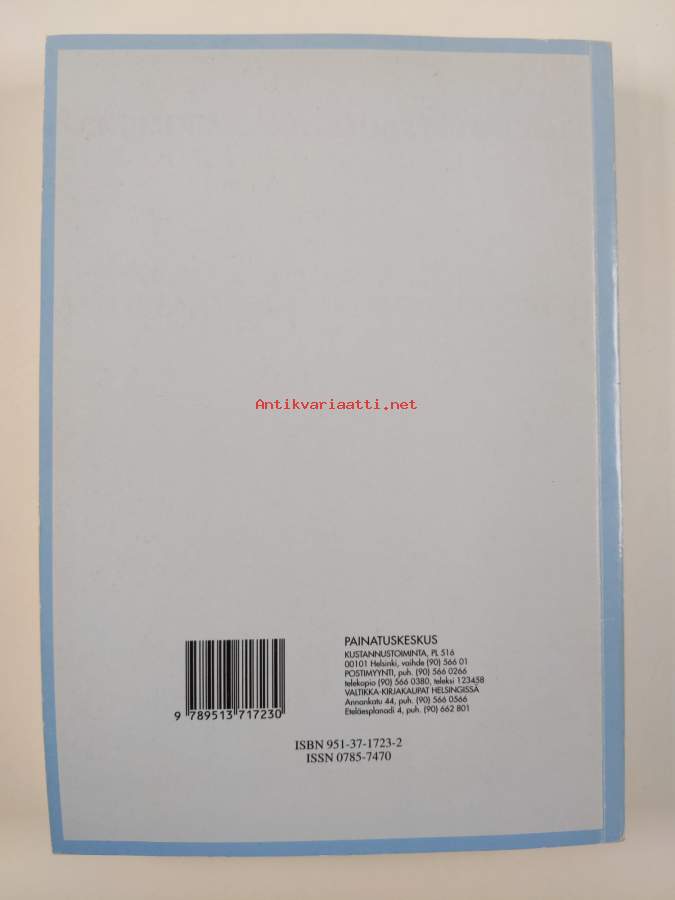 Antikvariaatti.net
PAINATUSKESKUS
KUSTANNUSTOIMINTA, PL 516
00101 Helsinki, vaihde (90) 566 01
POSTIMYYNTI, puh. (90) 566 0266
telekopio (90) 566 0380, teleksi 123458
VALTIKKA-KIRJAKAUPAT HELSINGISSÄ
Annankatu 44, puh. (90) 566 0566
Eteläesplanadi 4, puh. (90) 662 801
9 789513 717230
ISBN 951-37-1723-2
ISSN 0785-7470